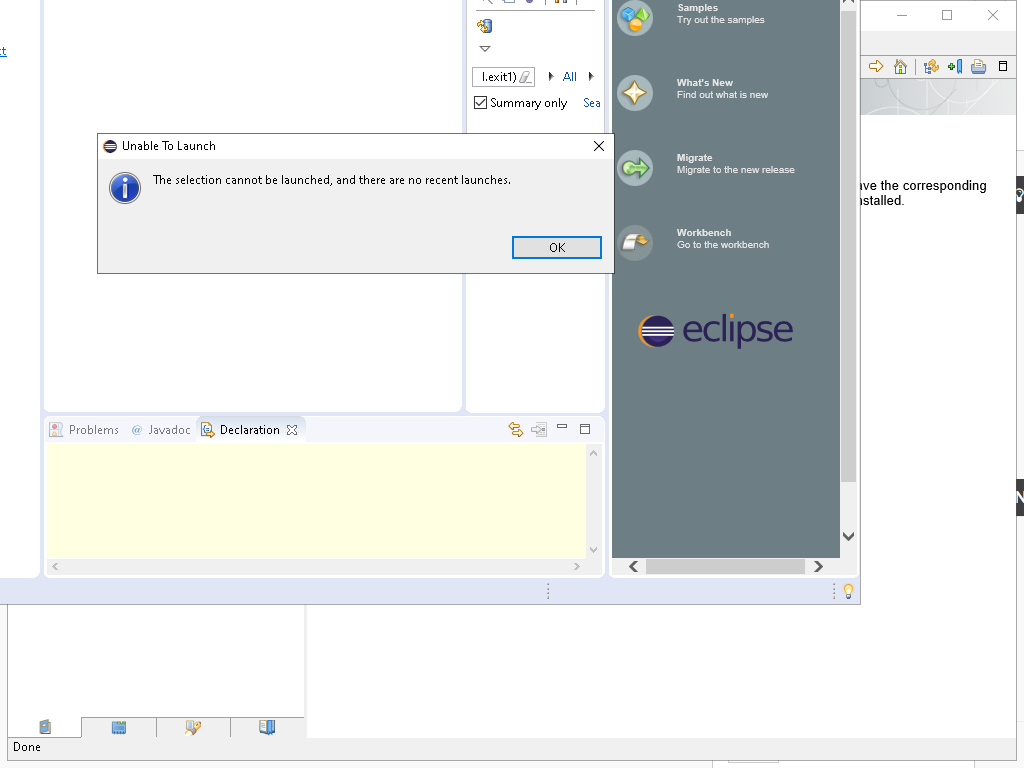 ct
l.exit1)
All
Summary only
Sea
Samples
Try out the samples
What's New
Find out what is new
Migrate
Migrate to the new release
Workbench
Go to the workbench
eclipse
Unable To Launch
The selection cannot be launched, and there are no recent launches.
OK
ave the corresponding
nstalled.
Problems
@ Javadoc
Declaration
Done